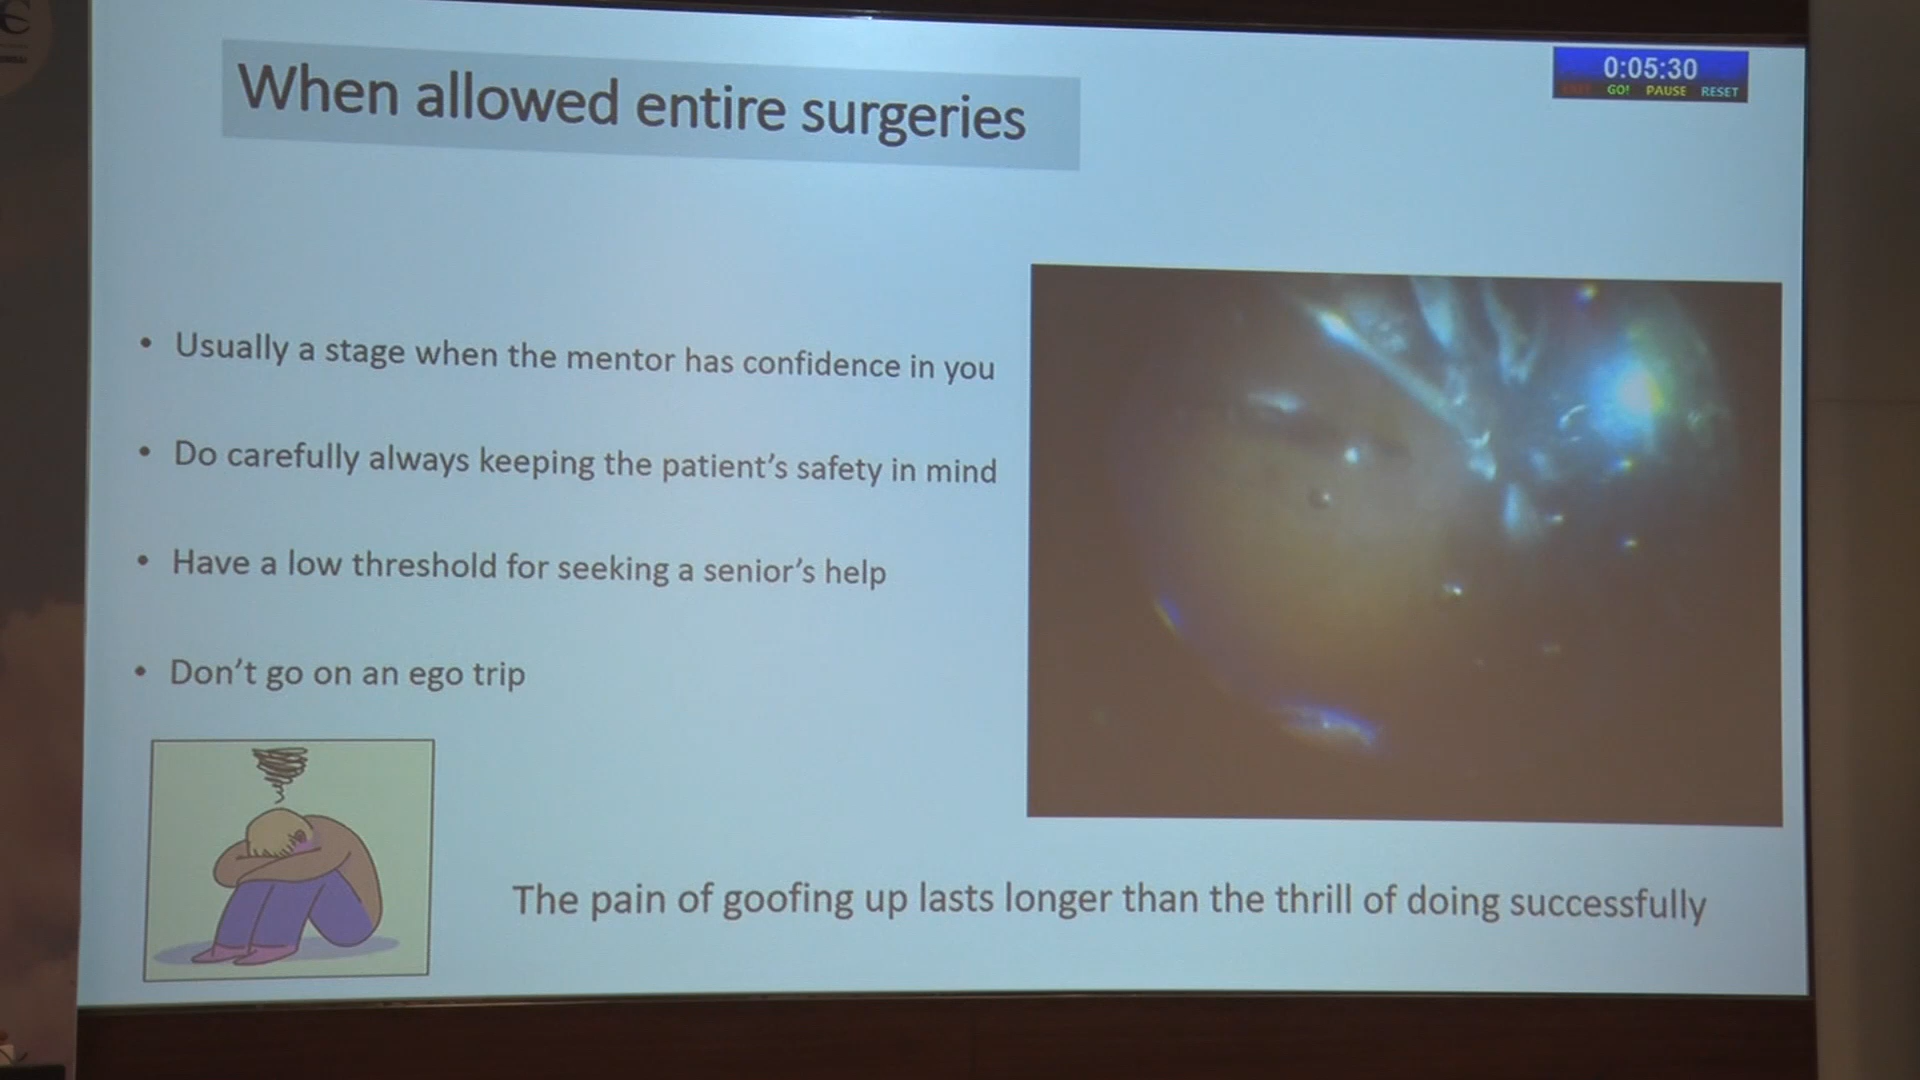 When allowed entire surgeries
0:05:30
GO! PAUSE RESET
• Usually a stage when the mentor has confidence in you
• Do carefully always keeping the patient’s safety in mind
• Have a low threshold for seeking a senior’s help
• Don’t go on an ego trip
The pain of goofing up lasts longer than the thrill of doing successfully